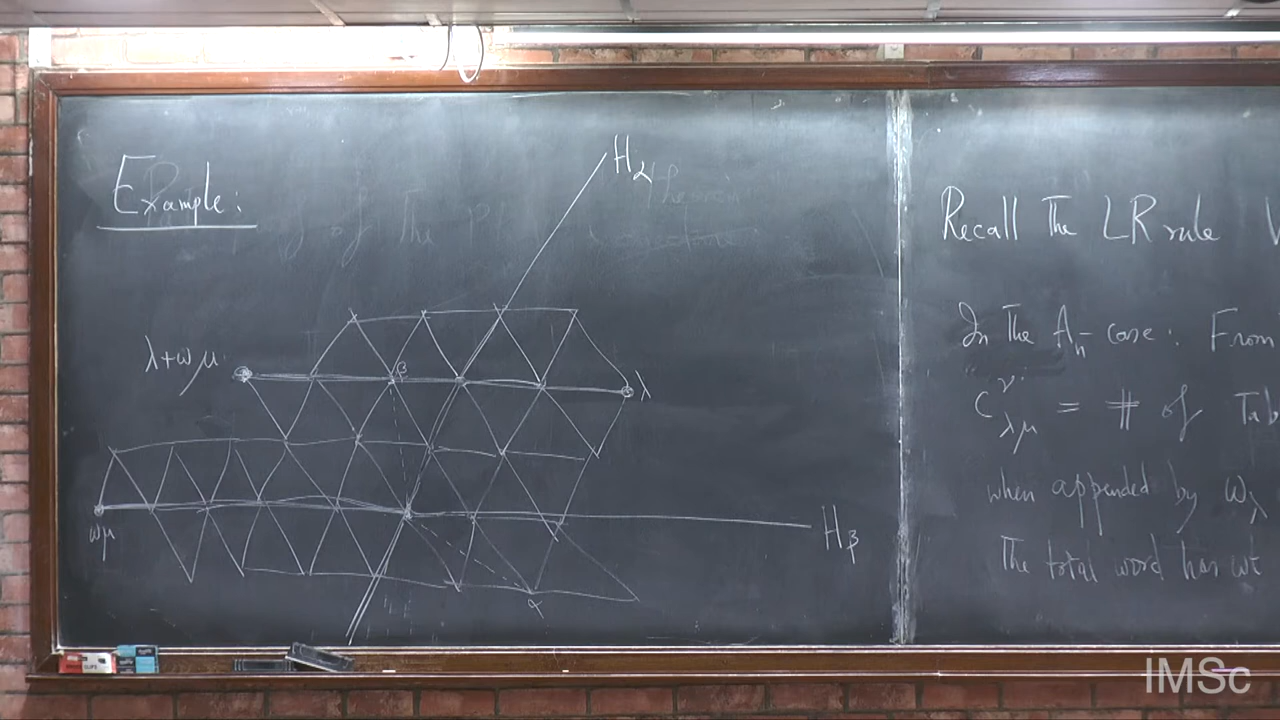 Example:
H_α
λ+ωμ
β
λ
ωμ
H_β
α
Recall The LR rule
In The A_n- case: From
C^ν_λμ = # of Tab
when appended by ω_λ
The total word has wt
IMSc